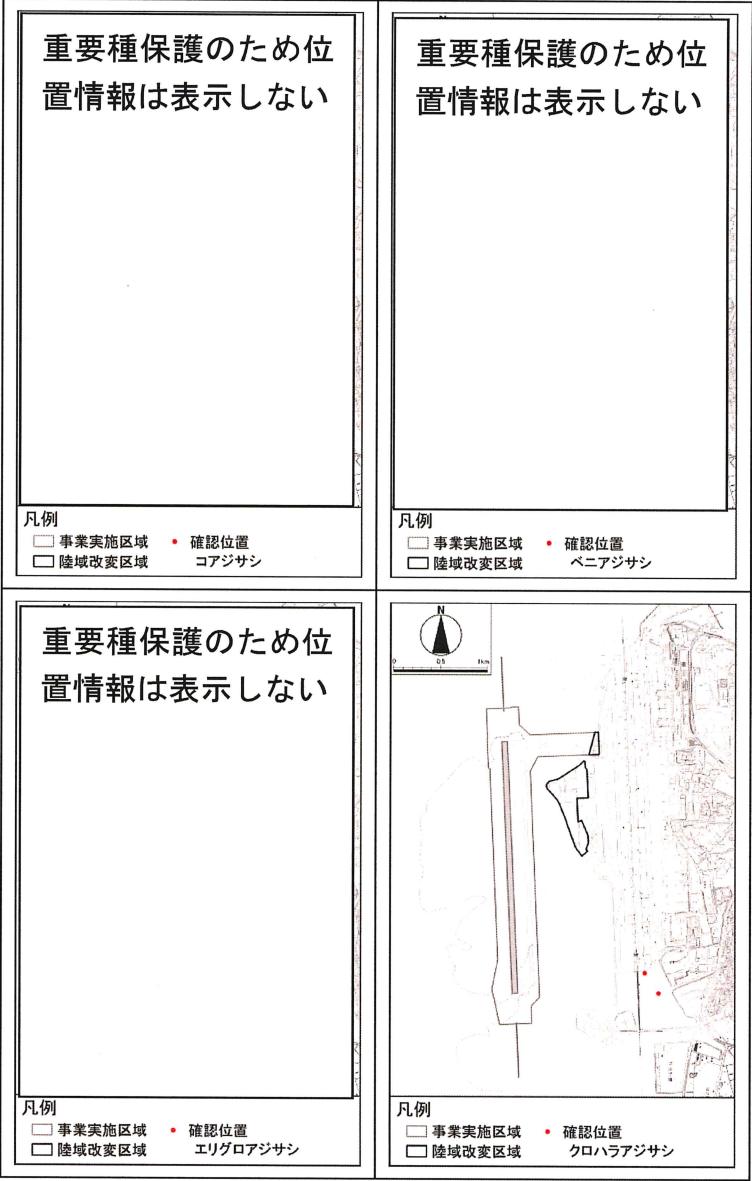 重要種保護のため位
置情報は表示しない
凡例
事業実施区域 確認位置
陸域改変区域 コアジサシ
重要種保護のため位
置情報は表示しない
凡例
事業実施区域 確認位置
陸域改変区域 ベニアジサシ
重要種保護のため位
置情報は表示しない
凡例
事業実施区域 確認位置
陸域改変区域 エリグロアジサシ
N
0 0.5 1km
凡例
事業実施区域 確認位置
陸域改変区域 クロハラアジサシ